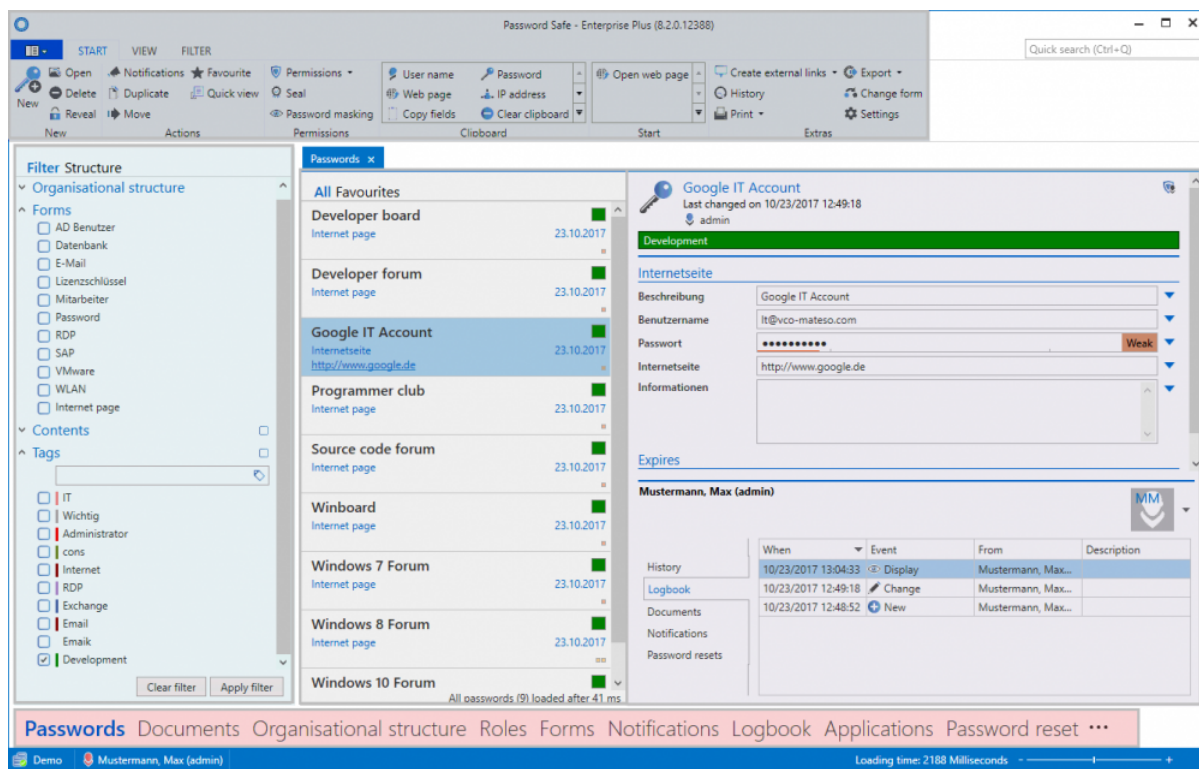 Password Safe - Enterprise Plus (8.2.0.12388)
START VIEW FILTER
Quick search (Ctrl+Q)
New
Open
Delete
Reveal
New
Notifications Favourite
Duplicate Quick view
Move
Actions
Permissions
Seal
Password masking
Permissions
User name Password
Web page IP address
Copy fields Clear clipboard
Clioboard
Open web page
Start
Create external links Export
History Change form
Print Settings
Extras
Filter Structure
Organisational structure
Forms
AD Benutzer
Datenbank
E-Mail
Lizenzschlüssel
Mitarbeiter
Password
RDP
SAP
VMware
WLAN
Internet page
Contents
Tags
IT
Wichtig
Administrator
cons
Internet
RDP
Exchange
Email
Emaik
Development
Clear filter Apply filter
Passwords x
All Favourites
Developer board
Internet page 23.10.2017
Developer forum
Internet page 23.10.2017
Google IT Account
Internetseite 23.10.2017
http://www.google.de
Programmer club
Internet page 23.10.2017
Source code forum
Internet page 23.10.2017
Winboard
Internet page 23.10.2017
Windows 7 Forum
Internet page 23.10.2017
Windows 8 Forum
Internet page 23.10.2017
Windows 10 Forum
All passwords (9) loaded after 41 ms
Google IT Account
Last changed on 10/23/2017 12:49:18
admin
Development
Internetseite
Beschreibung Google IT Account
Benutzername It@vco-mateso.com
Passwort •••••••••• Weak
Internetseite http://www.google.de
Informationen
Expires
Mustermann, Max (admin)
MM
History
Logbook
Documents
Notifications
Password resets
When Event From Description
10/23/2017 13:04:33 Display Mustermann, Max...
10/23/2017 12:49:18 Change Mustermann, Max...
10/23/2017 12:48:52 New Mustermann, Max...
Passwords Documents Organisational structure Roles Forms Notifications Logbook Applications Password reset •••
Demo Mustermann, Max (admin) Loading time: 2188 Milliseconds - +